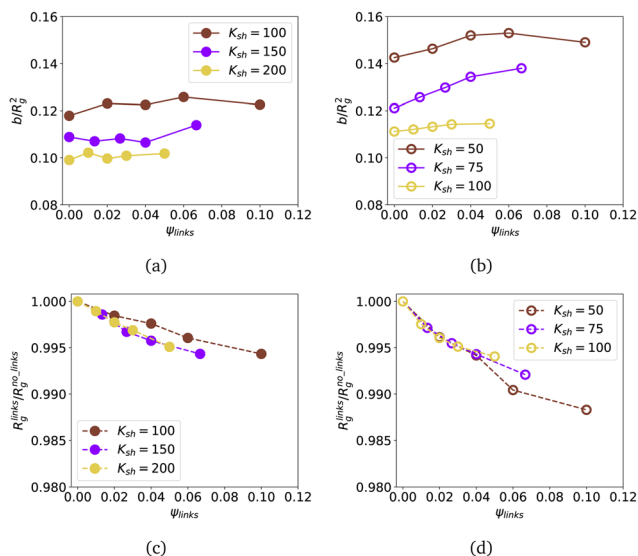 0.16
0.14
0.12
0.10
0.08
b/R_g^2
K_sh = 100
K_sh = 150
K_sh = 200
0.00 0.02 0.04 0.06 0.08 0.10 0.12
ψ_links
(a)
0.16
0.14
0.12
0.10
0.08
b/R_g^2
K_sh = 50
K_sh = 75
K_sh = 100
0.00 0.02 0.04 0.06 0.08 0.10 0.12
ψ_links
(b)
1.000
0.995
0.990
0.985
0.980
R_g^links/R_g^no_links
K_sh = 100
K_sh = 150
K_sh = 200
0.00 0.02 0.04 0.06 0.08 0.10 0.12
ψ_links
(c)
1.000
0.995
0.990
0.985
0.980
R_g^links/R_g^no_links
K_sh = 50
K_sh = 75
K_sh = 100
0.00 0.02 0.04 0.06 0.08 0.10 0.12
ψ_links
(d)